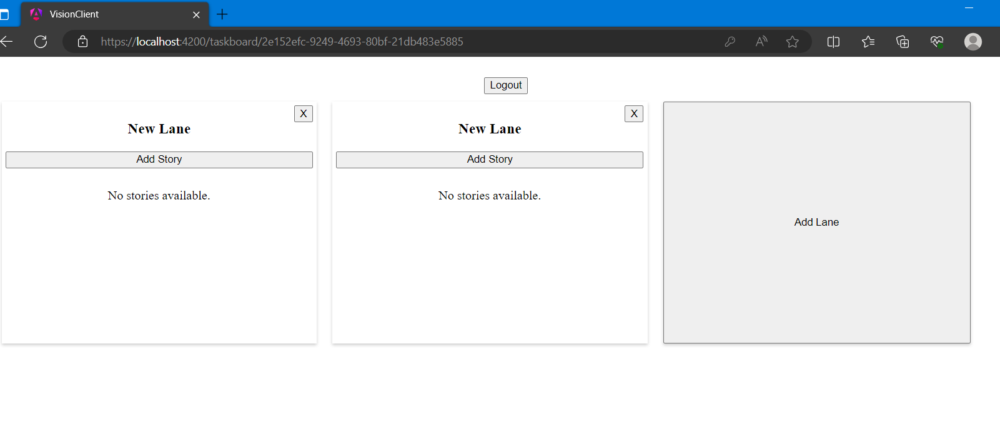 VisionClient
https://localhost:4200/taskboard/2e152efc-9249-4693-80bf-21db483e5885
Logout
X
New Lane
Add Story
No stories available.
X
New Lane
Add Story
No stories available.
Add Lane